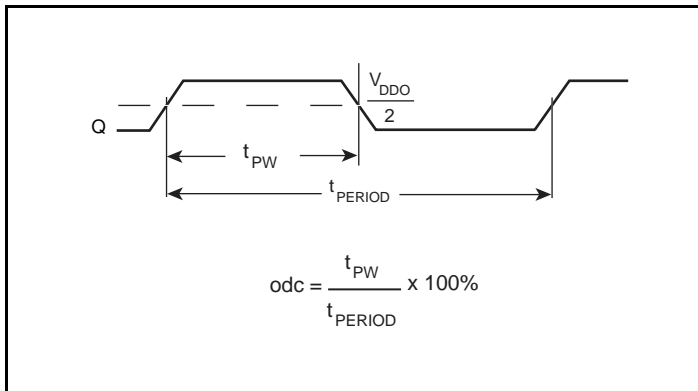 V_DDO
2
Q
t_PW
t_PERIOD
odc = t_PW / t_PERIOD x 100%